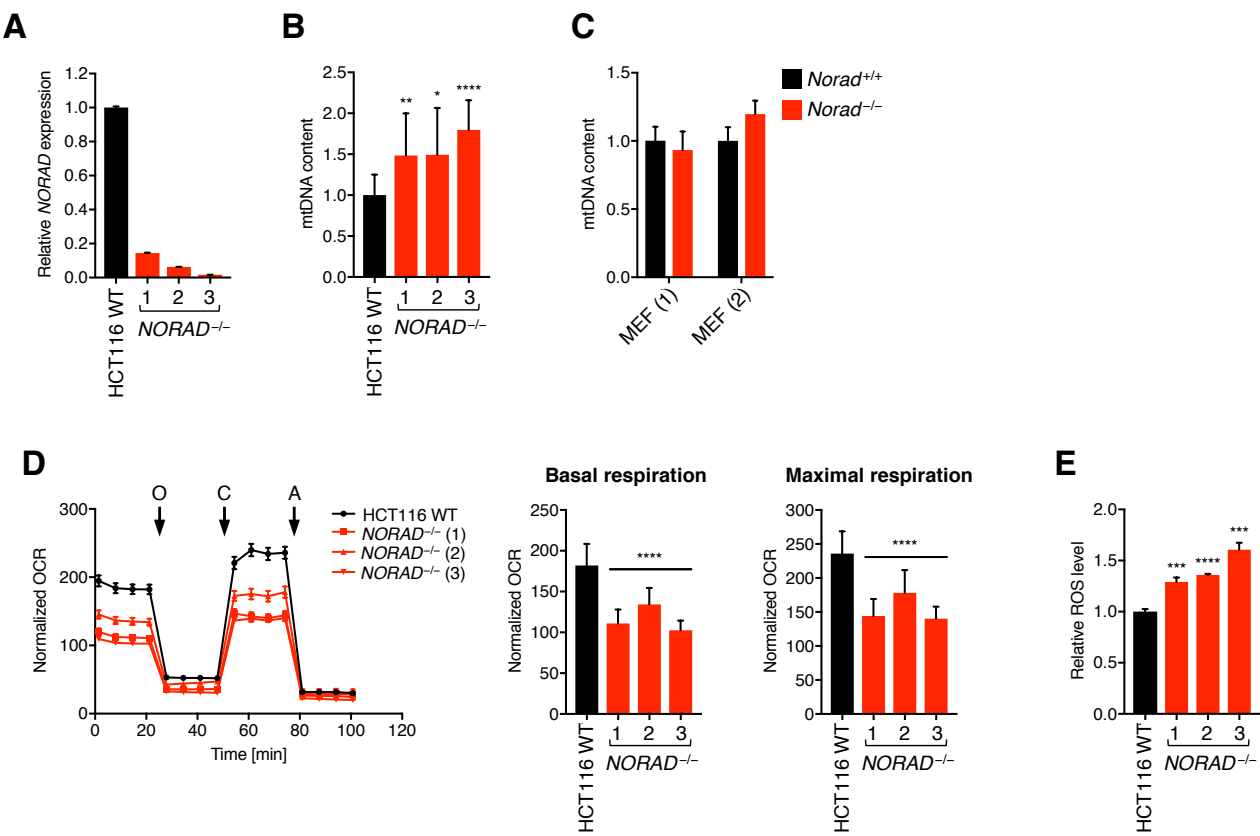 A
Relative NORAD expression
1.2
1.0
0.8
0.6
0.4
0.2
0.0
HCT116 WT
1 2 3
NORAD–/–
B
mtDNA content
2.5
2.0
1.5
1.0
0.5
0.0
** * ****
HCT116 WT
1 2 3
NORAD–/–
C
mtDNA content
1.5
1.0
0.5
0.0
MEF (1)
MEF (2)
Norad+/+
Norad–/–
D
Normalized OCR
300
200
100
0
0 20 40 60 80 100 120
Time [min]
O C A
HCT116 WT
NORAD–/– (1)
NORAD–/– (2)
NORAD–/– (3)
Basal respiration
Normalized OCR
250
200
150
100
50
0
****
HCT116 WT
1 2 3
NORAD–/–
Maximal respiration
Normalized OCR
300
250
200
150
100
50
0
****
HCT116 WT
1 2 3
NORAD–/–
E
Relative ROS level
2.0
1.5
1.0
0.5
0.0
*** **** ***
HCT116 WT
1 2 3
NORAD–/–